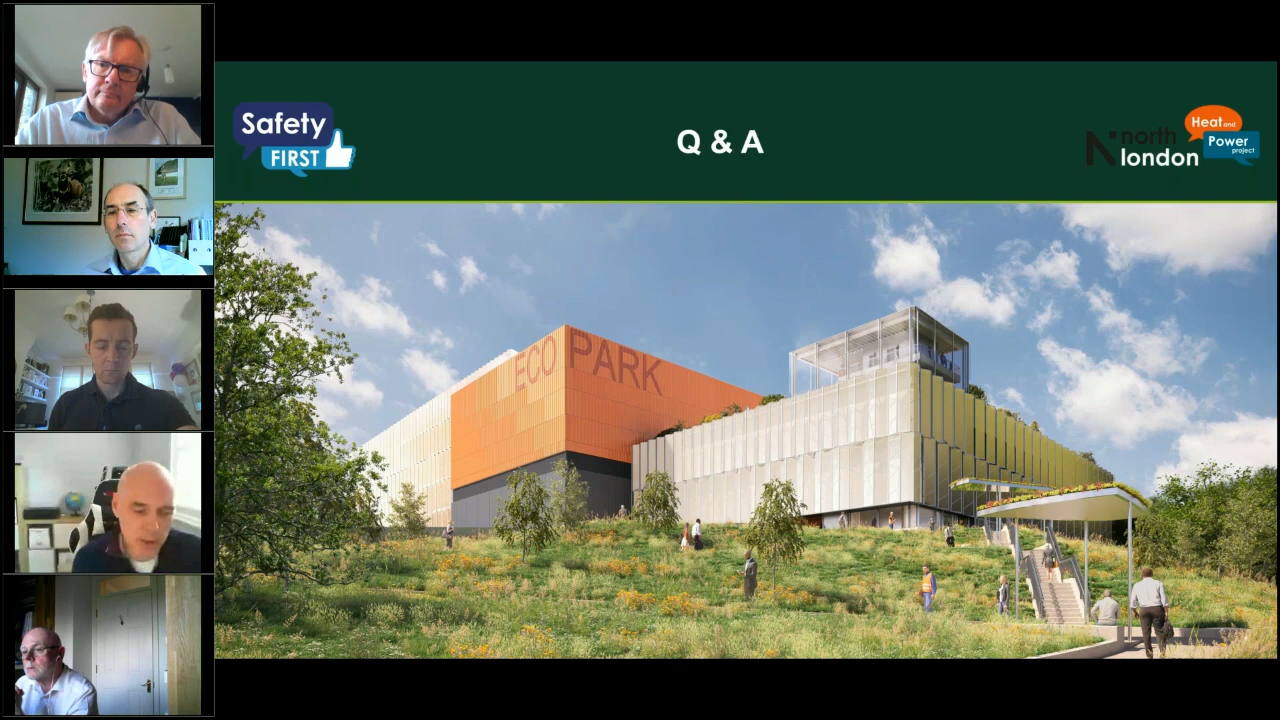 Safety
FIRST
Q & A
north
london
Heat and
Power
project
ECO PARK